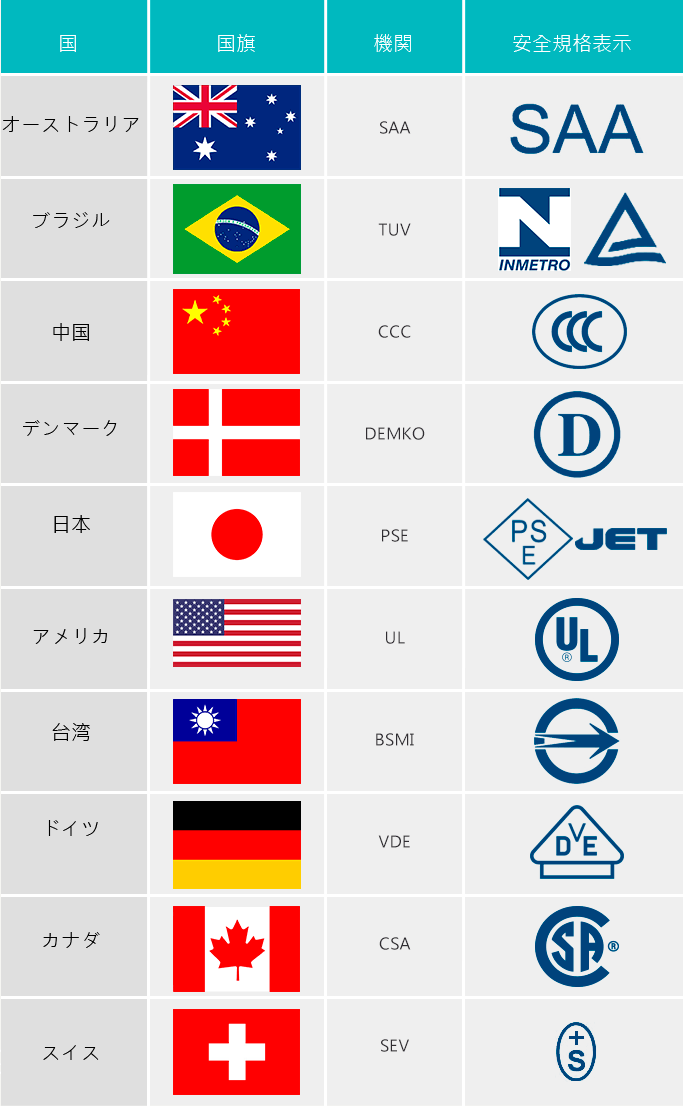 国 国旗 機関 安全規格表示
オーストラリア SAA SAA
ブラジル TUV N INMETRO
中国 CCC CCC
デンマーク DEMKO D
日本 PSE PSE JET
アメリカ UL UL®
台湾 BSMI
ドイツ VDE DVE
カナダ CSA CSA®
スイス SEV +S